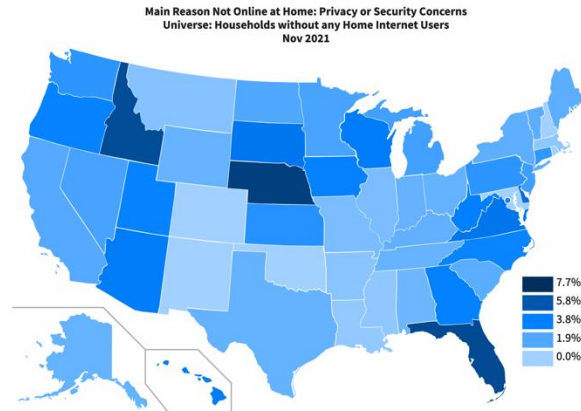 Main Reason Not Online at Home: Privacy or Security Concerns
Universe: Households without any Home Internet Users
Nov 2021
7.7%
5.8%
3.8%
1.9%
0.0%